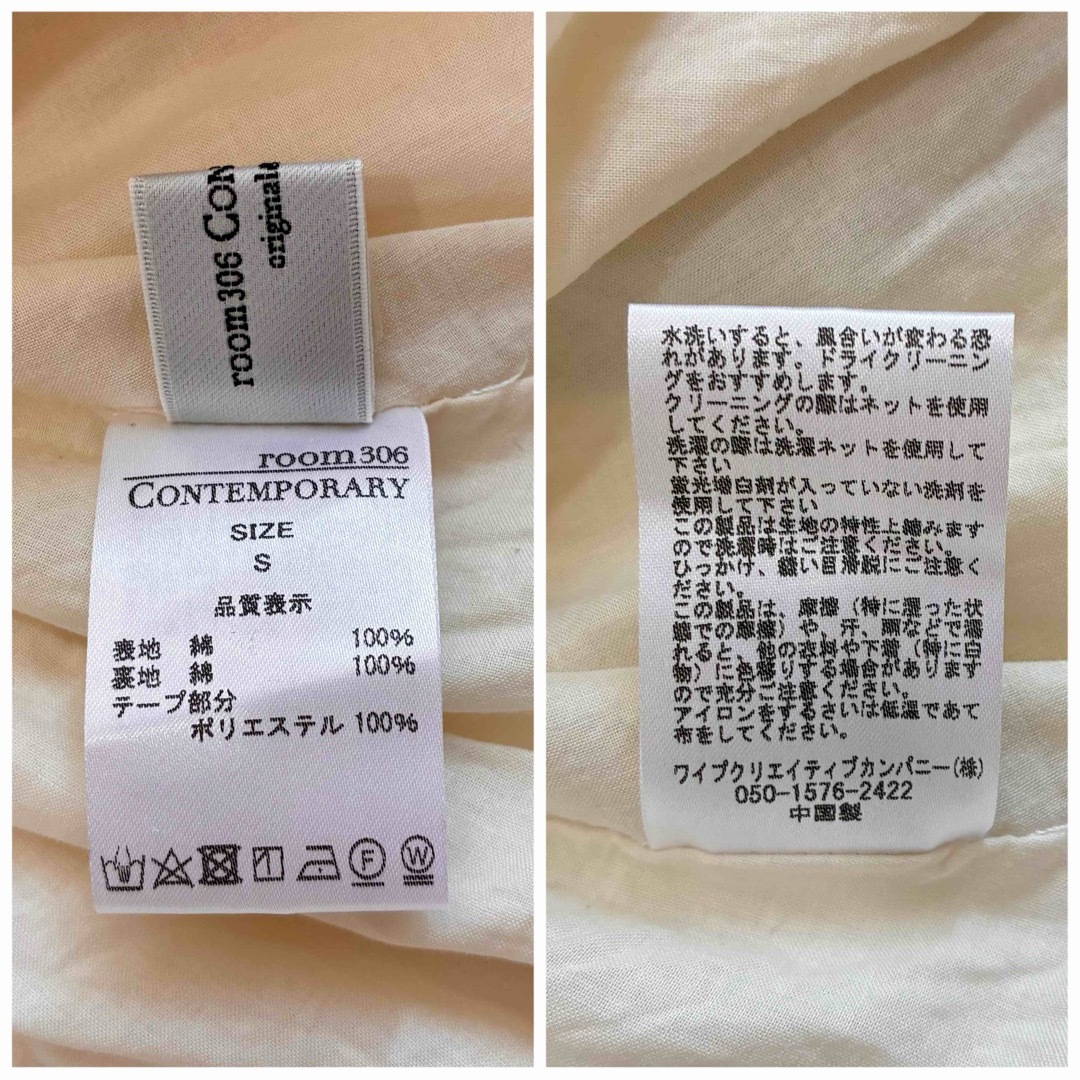 room306 CON
originale
room306
CONTEMPORARY
SIZE
S
品質表示
表地 綿 100%
裏地 綿 100%
テープ部分
ポリエステル 100%
F
W
水洗いすると、風合いが変わる恐
れがあります。ドライクリーニン
グをおすすめします。
クリーニングの際はネットを使用
してください。
洗濯の際は洗濯ネットを使用して
下さい
蛍光増白剤が入っていない洗剤を
使用して下さい
この製品は生地の特性上縮みます
ので洗濯時はご注意ください。
ひっかけ、縫い目滑脱にご注意く
ださい。
この製品は、摩擦(特に湿った状
態での摩擦)や、汗、雨などで濡
れると、他の衣料や下着(特に白
物)に色移りする場合があります
ので充分ご注意ください。
アイロンをするさいは低温であて
布をしてください。
ワイプクリエイティブカンパニー(株)
050-1576-2422
中国製